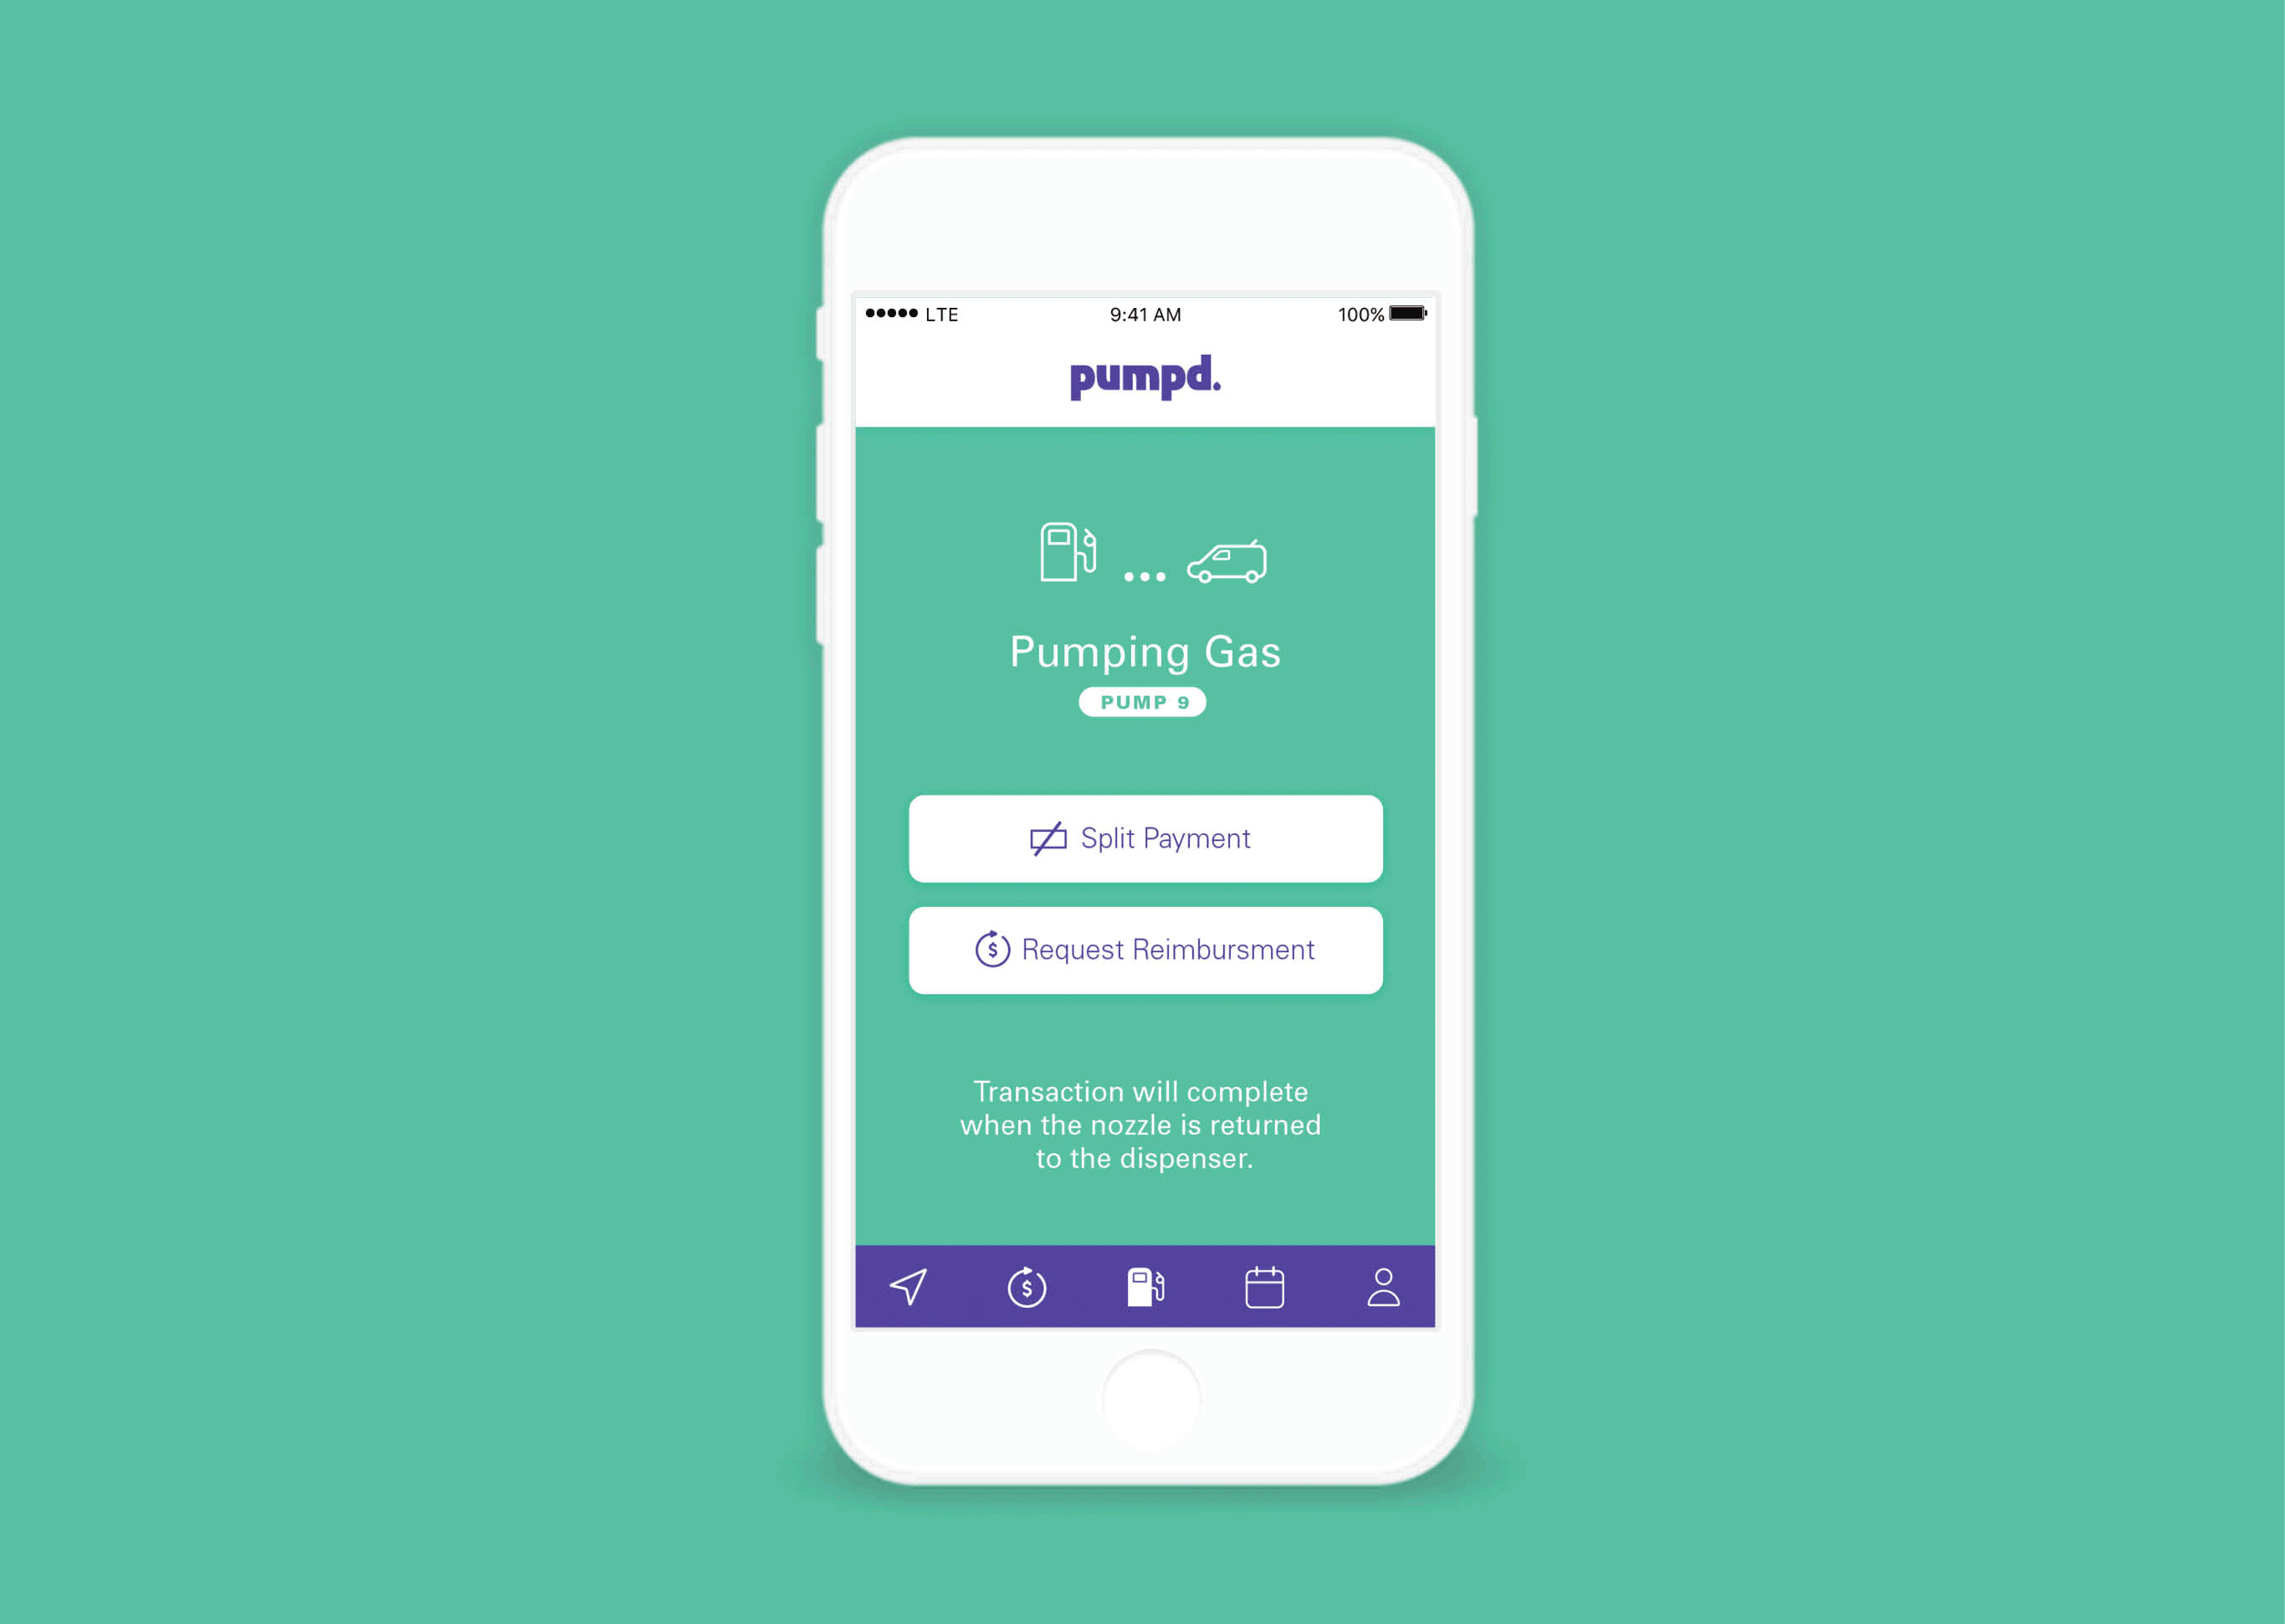 LTE 9:41 AM 100%
pumpd.
Pumping Gas
PUMP 9
Split Payment
$ Request Reimbursment
Transaction will complete
when the nozzle is returned
to the dispenser.
$